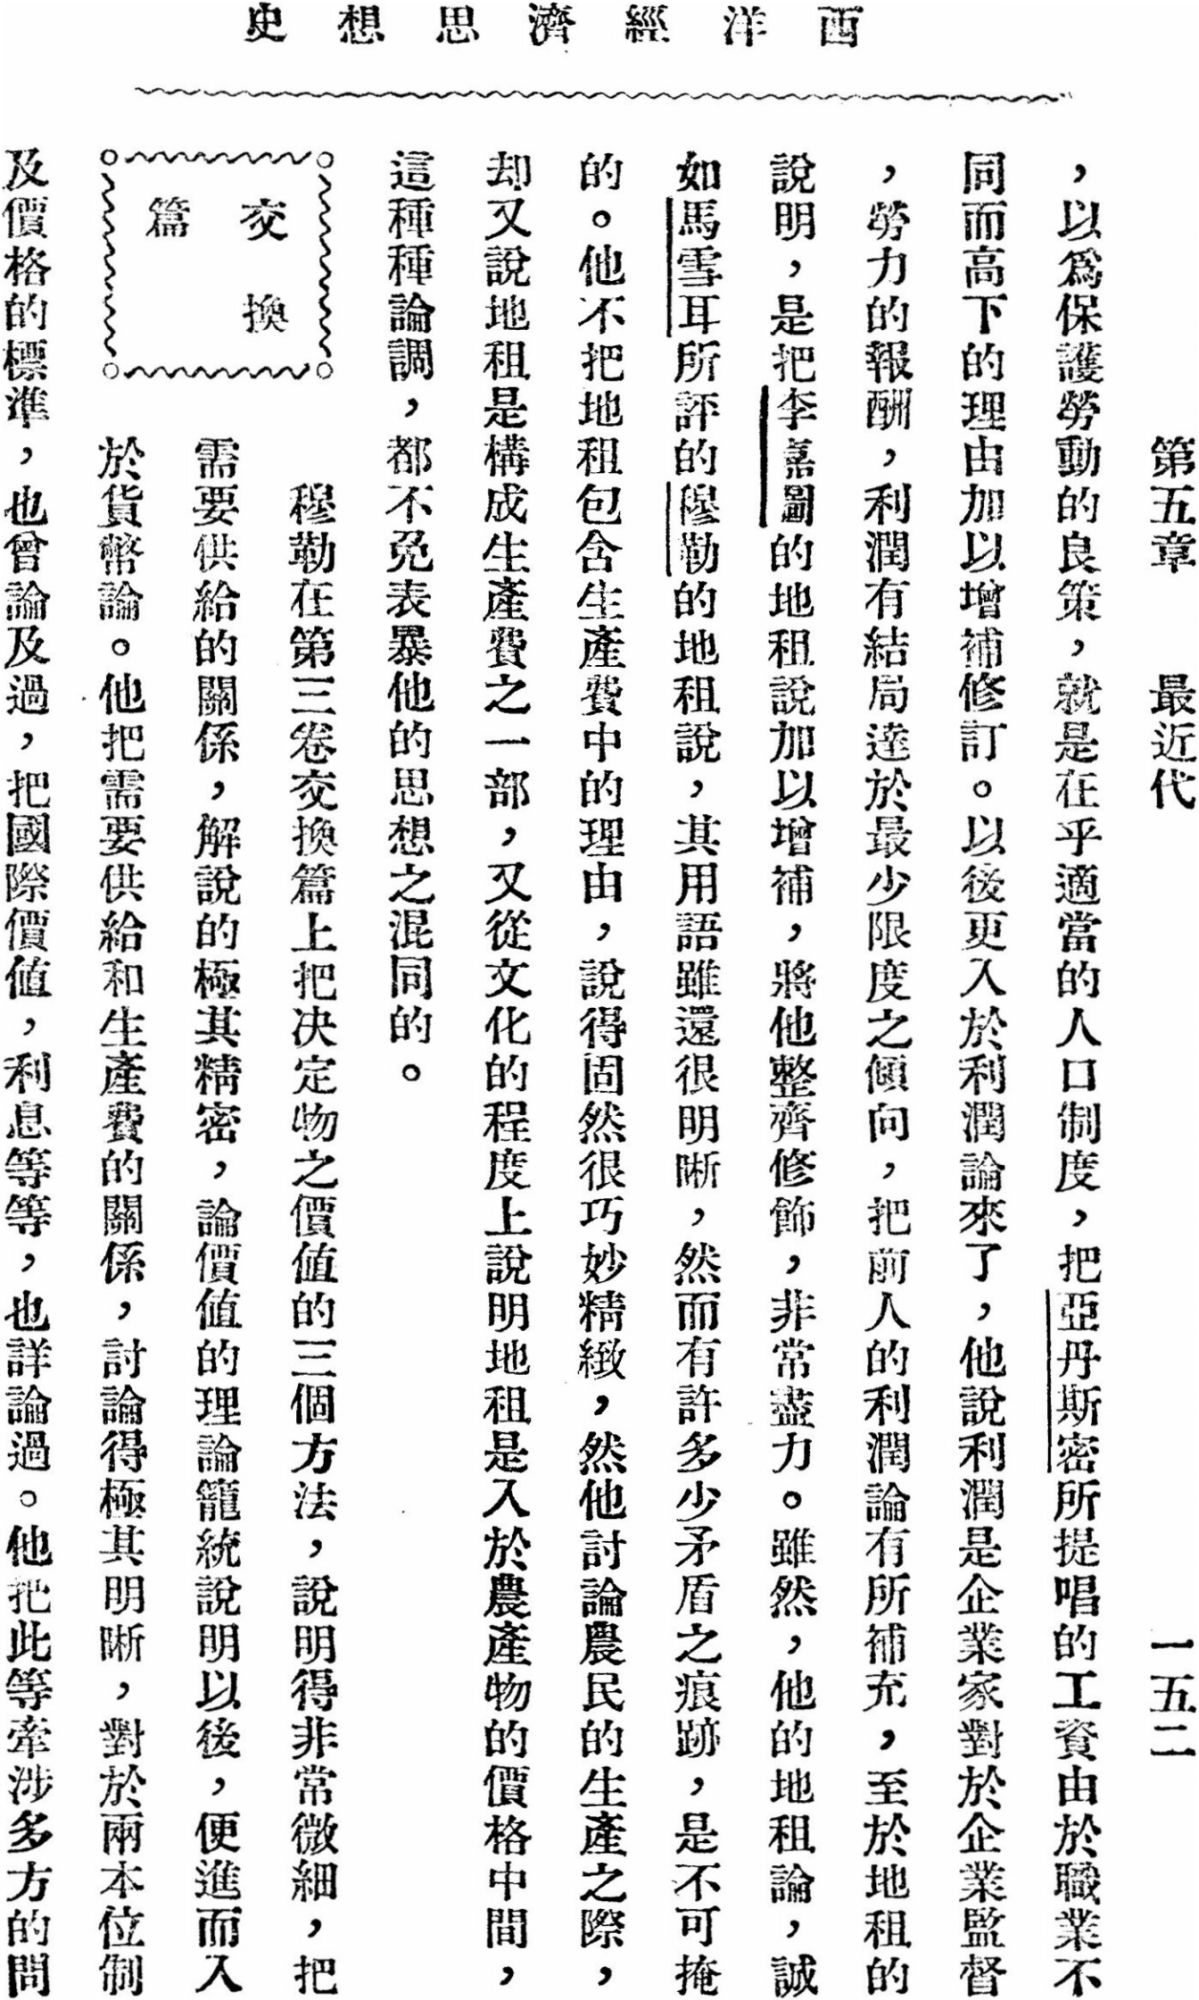 西洋經濟思想史
第五章　最近代　一五二
，以爲保護勞動的良策，就是在乎適當的人口制度，把亞丹斯密所提唱的工資由於職業不
同而高下的理由加以增補修訂。以後更入於利潤論來了，他說利潤是企業家對於企業監督
，勞力的報酬，利潤有結局達於最少限度之傾向，把前人的利潤論有所補充，至於地租的
說明，是把李嘉圖的地租說加以增補，將他整齊修飾，非常盡力。雖然，他的地租論，誠
如馬雪耳所評的穆勒的地租說，其用語雖還很明晰，然而有許多少矛盾之痕跡，是不可掩
的。他不把地租包含生產費中的理由，說得固然很巧妙精緻，然他討論農民的生產之際，
却又說地租是構成生產費之一部，又從文化的程度上說明地租是入於農產物的價格中間，
這種種論調，都不免表暴他的思想之混同的。
交換
篇
穆勒在第三卷交換篇上把決定物之價值的三個方法，說明得非常微細，把
需要供給的關係，解說的極其精密，論價值的理論籠統說明以後，便進而入
於貨幣論。他把需要供給和生產費的關係，討論得極其明晰，對於兩本位制
及價格的標準，也曾論及過，把國際價值，利息等等，也詳論過。他把此等牽涉多方的問